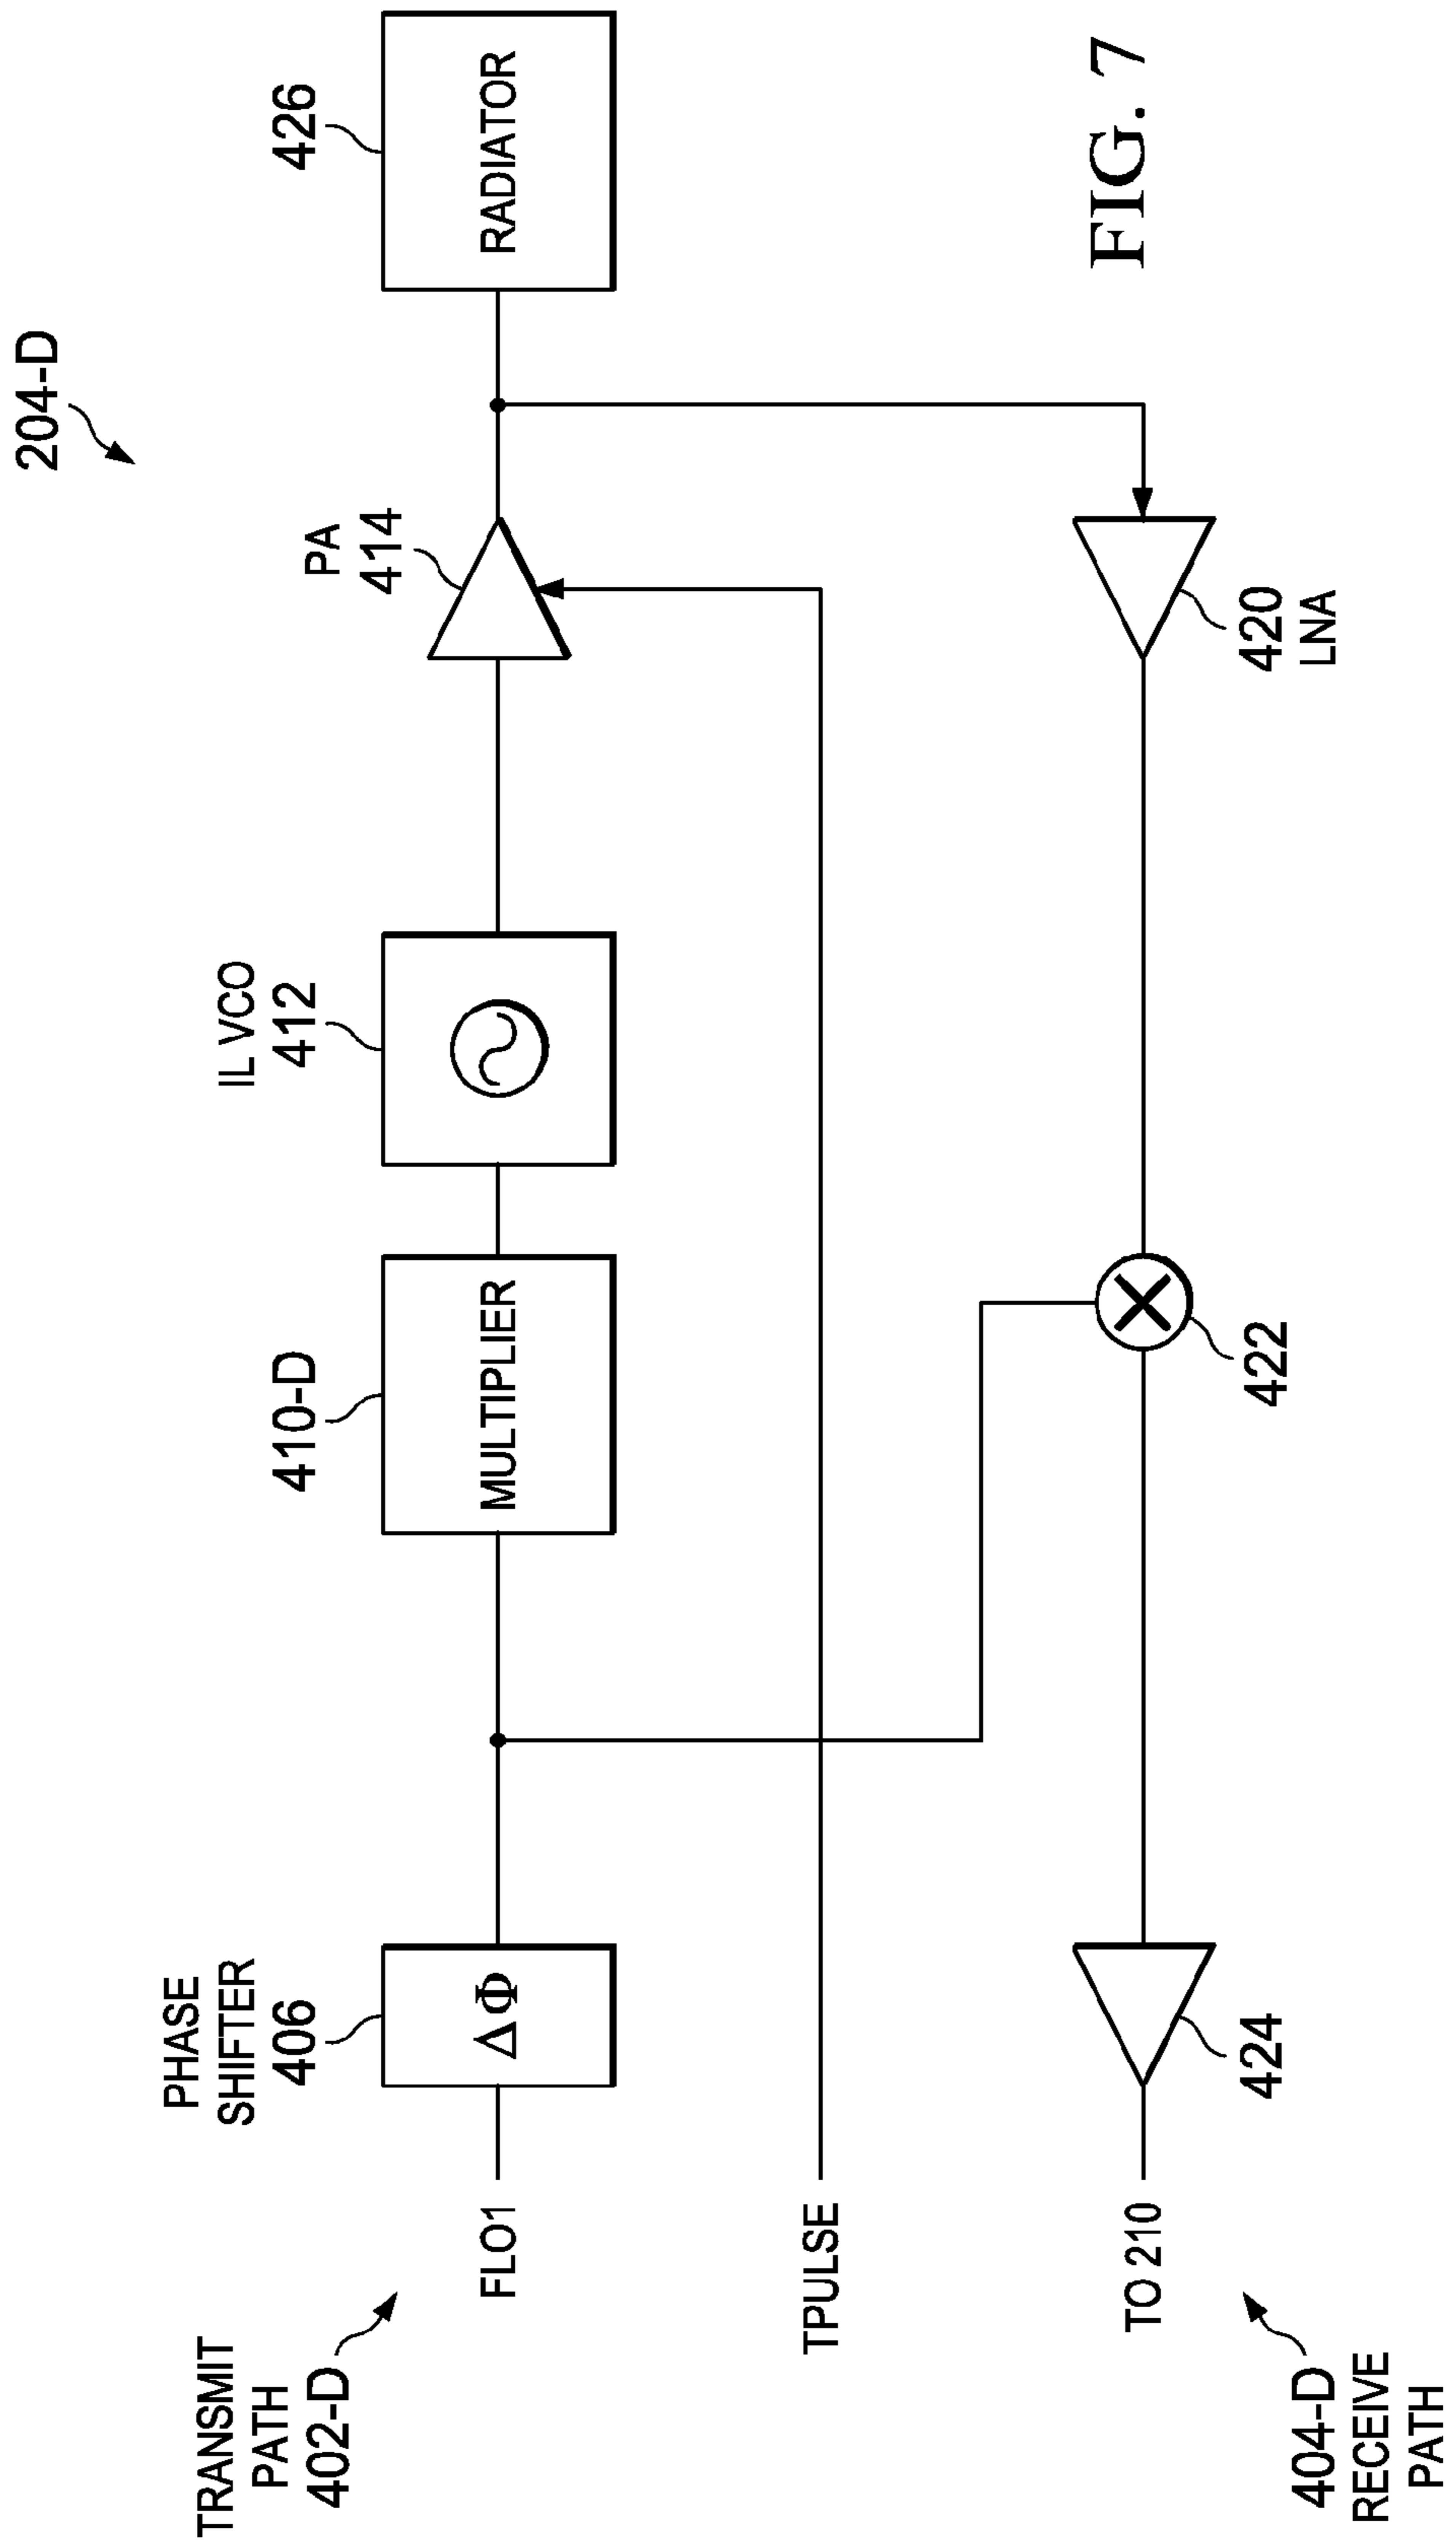 204-D
TRANSMIT
PATH
402-D
PHASE
SHIFTER
406
ΔΦ
FLO1
410-D
MULTIPLIER
IL VCO
412
PA
414
426
RADIATOR
TPULSE
TO 210
424
422
420
LNA
404-D
RECEIVE
PATH
FIG. 7